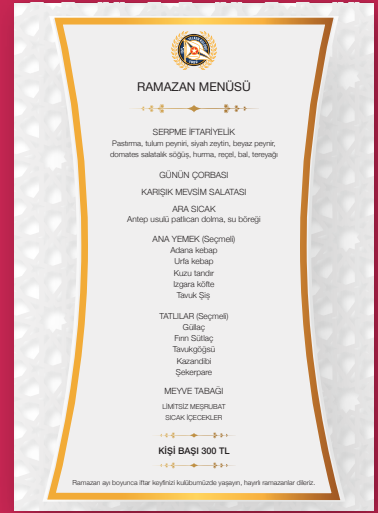 RAMAZAN MENÜSÜ
SERPME İFTARİYELİK
Pastırma, tulum peyniri, siyah zeytin, beyaz peynir,
domates salatalık söğüş, hurma, reçel, bal, tereyağı
GÜNÜN ÇORBASI
KARIŞIK MEVSİM SALATASI
ARA SICAK
Antep usulü patlıcan dolma, su böreği
ANA YEMEK (Seçmeli)
Adana kebap
Urfa kebap
Kuzu tandır
Izgara köfte
Tavuk Şiş
TATLILAR (Seçmeli)
Güllaç
Fırın Sütlaç
Tavukgöğsü
Kazandibi
Şekerpare
MEYVE TABAĞI
LİMİTSİZ MEŞRUBAT
SICAK İÇECEKLER
KİŞİ BAŞI 300 TL
Ramazan ayı boyunca iftar keyfinizi kulübümüzde yaşayın, hayırlı ramazanlar dileriz.